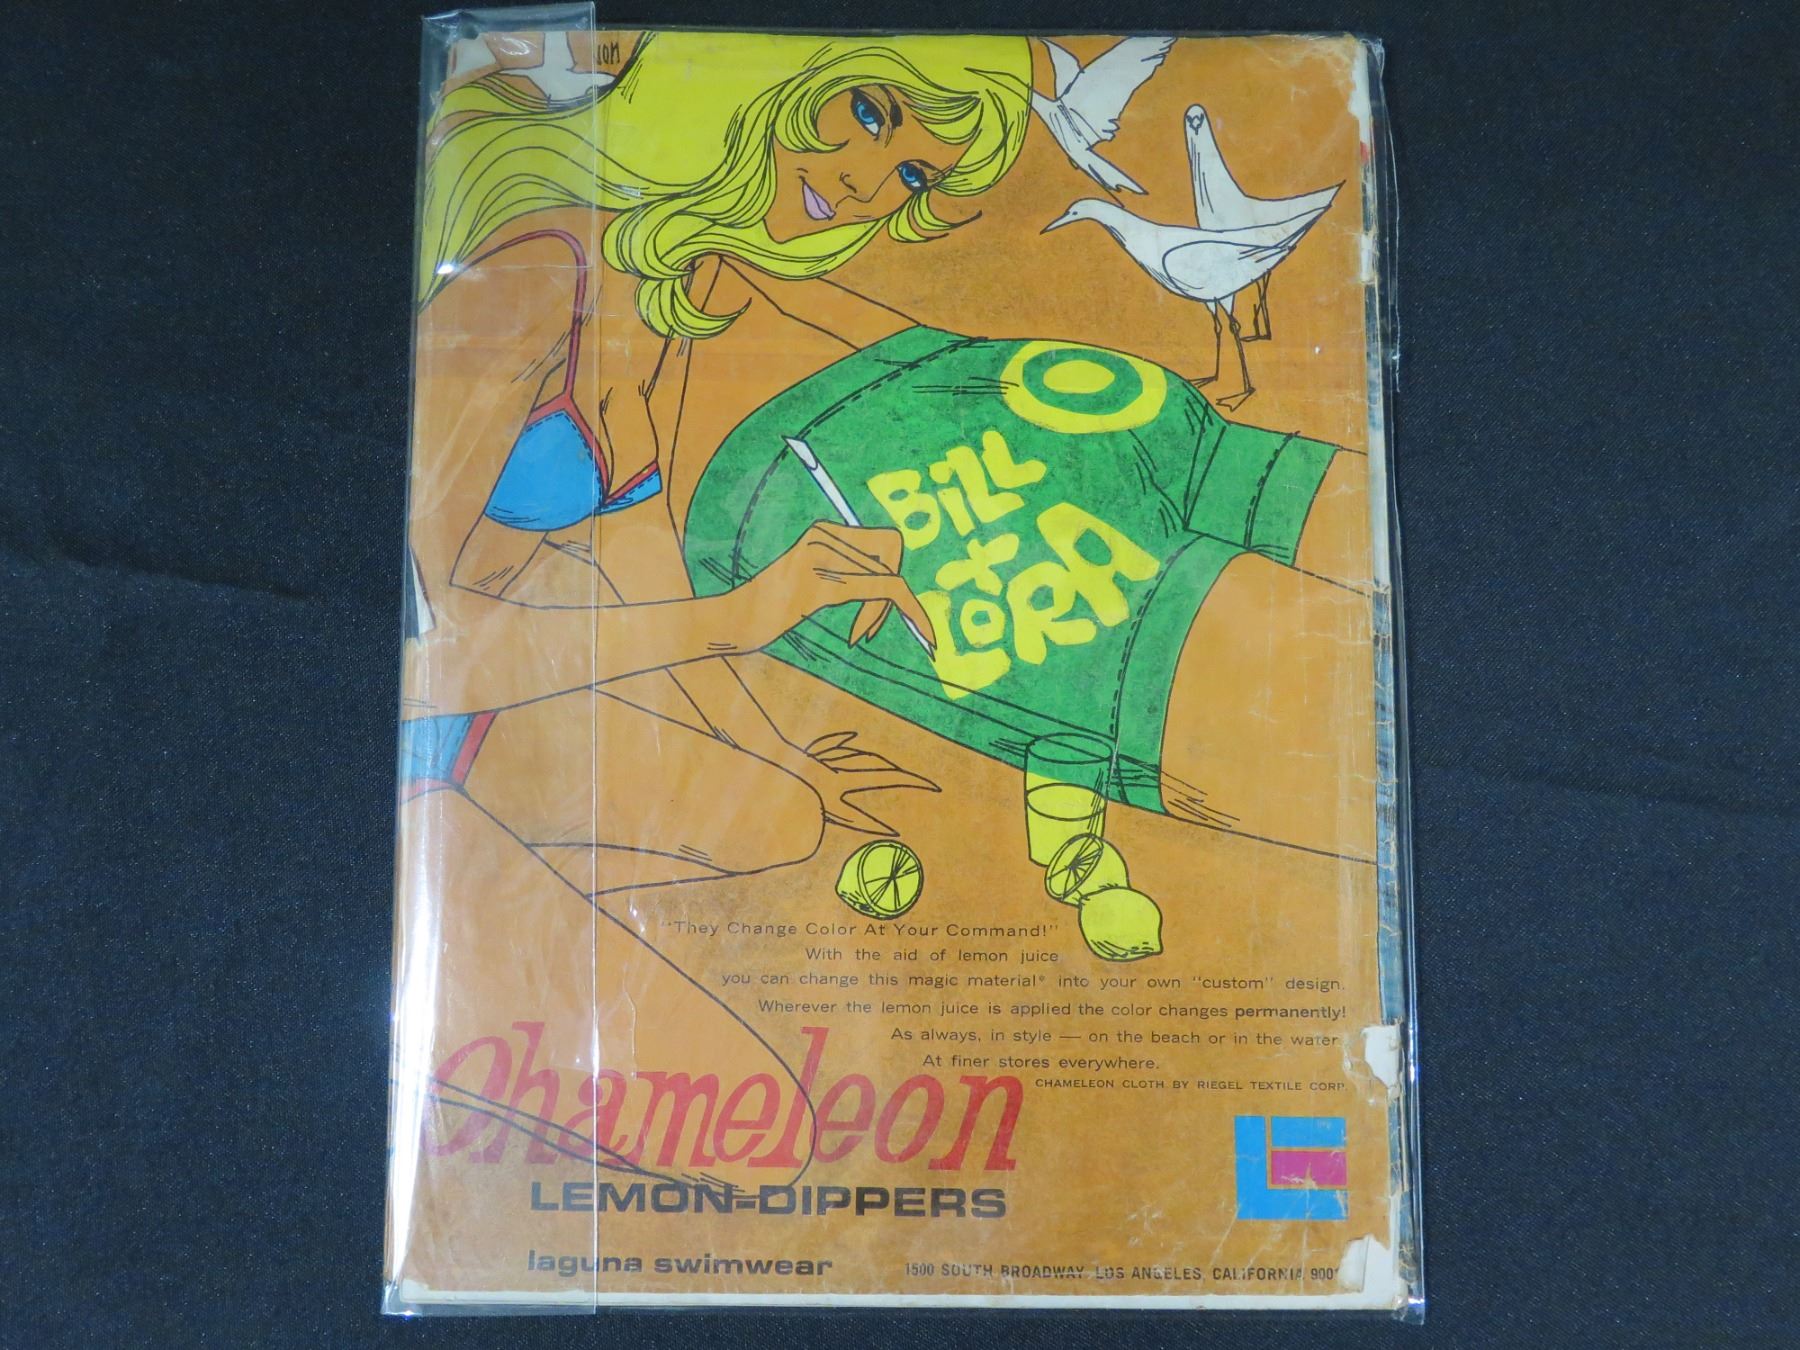 BiLL
+
LoRA
"They Change Color At Your Command!"
With the aid of lemon juice
you can change this magic material* into your own "custom" design.
Wherever the lemon juice is applied the color changes permanently!
As always, in style — on the beach or in the water.
At finer stores everywhere.
CHAMELEON CLOTH BY RIEGEL TEXTILE CORP.
Chameleon
LEMON-DIPPERS
laguna swimwear
1500 SOUTH BROADWAY, LOS ANGELES, CALIFORNIA